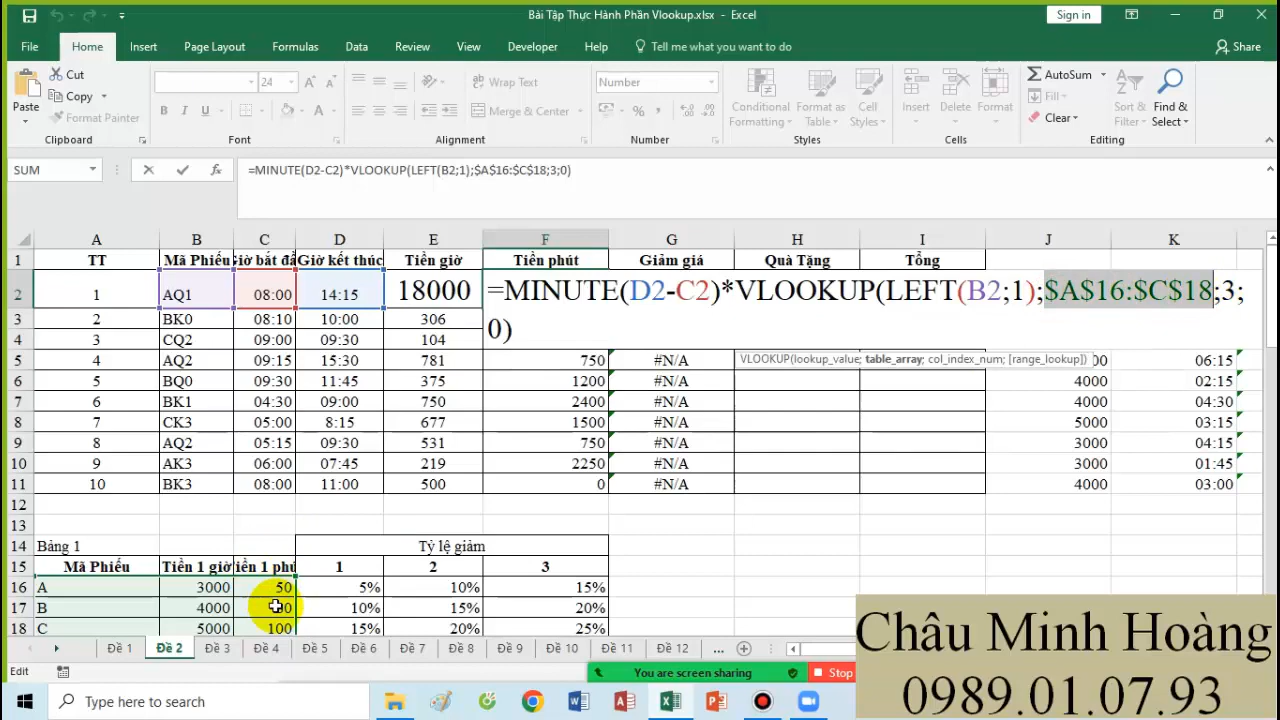 Bài Tập Thực Hành Phần Vlookup.xlsx - Excel
Sign in
File Home Insert Page Layout Formulas Data Review View Developer Help Tell me what you want to do Share
Cut
Copy
Format Painter
Paste
24
Wrap Text
Merge & Center
Number
Conditional Formatting
Format as Table
Cell Styles
Insert Delete Format
AutoSum
Fill
Clear
Sort & Filter
Find & Select
Clipboard Font Alignment Number Styles Cells Editing
SUM
=MINUTE(D2-C2)*VLOOKUP(LEFT(B2;1);$A$16:$C$18;3;0)
A B C D E F G H I J K
1 TT Mã Phiếu Giờ bắt đầ Giờ kết thúc Tiền giờ Tiền phút Giảm giá Quà Tặng Tổng
2 1 AQ1 08:00 14:15 18000 =MINUTE(D2-C2)*VLOOKUP(LEFT(B2;1);$A$16:$C$18;3;
0)
3 2 BK0 08:10 10:00 306
4 3 CQ2 09:00 09:30 104
VLOOKUP(lookup_value; table_array; col_index_num; [range_lookup])
5 4 AQ2 09:15 15:30 781 750 #N/A 06:15
6 5 BQ0 09:30 11:45 375 1200 #N/A 4000 02:15
7 6 BK1 04:30 09:00 750 2400 #N/A 4000 04:30
8 7 CK3 05:00 8:15 677 1500 #N/A 5000 03:15
9 8 AQ2 05:15 09:30 531 750 #N/A 3000 04:15
10 9 AK3 06:00 07:45 219 2250 #N/A 3000 01:45
11 10 BK3 08:00 11:00 500 0 #N/A 4000 03:00
12
13
14 Bảng 1 Tỷ lệ giảm
15 Mã Phiếu Tiền 1 giờ iền 1 phú 1 2 3
16 A 3000 50 5% 10% 15%
17 B 4000 10% 15% 20%
18 C 5000 100 15% 20% 25%
Đề 1 Đề 2 Đề 3 Đề 4 Đề 5 Đề 6 Đề 7 Đề 8 Đề 9 Đề 10 Đề 11 Đề 12 ...
Edit
You are screen sharing
Stop
Châu Minh Hoàng
0989.01.07.93
Type here to search